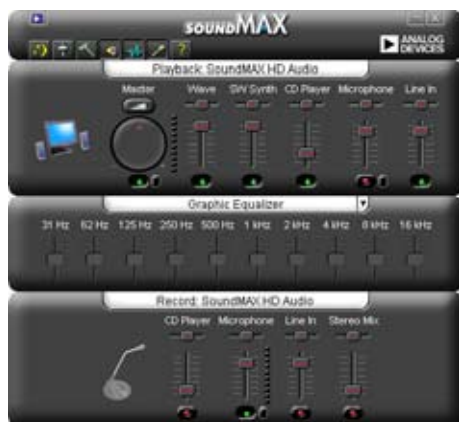 SOUNDMAX
ANALOG
DEVICES
?
Playback: SoundMAX HD Audio
Master Wave SW Synth CD Player Microphone Line In
Graphic Equalizer
31 Hz 62 Hz 125 Hz 250 Hz 500 Hz 1 kHz 2 kHz 4 kHz 8 kHz 16 kHz
Record: SoundMAX HD Audio
CD Player Microphone Line In Stereo Mix